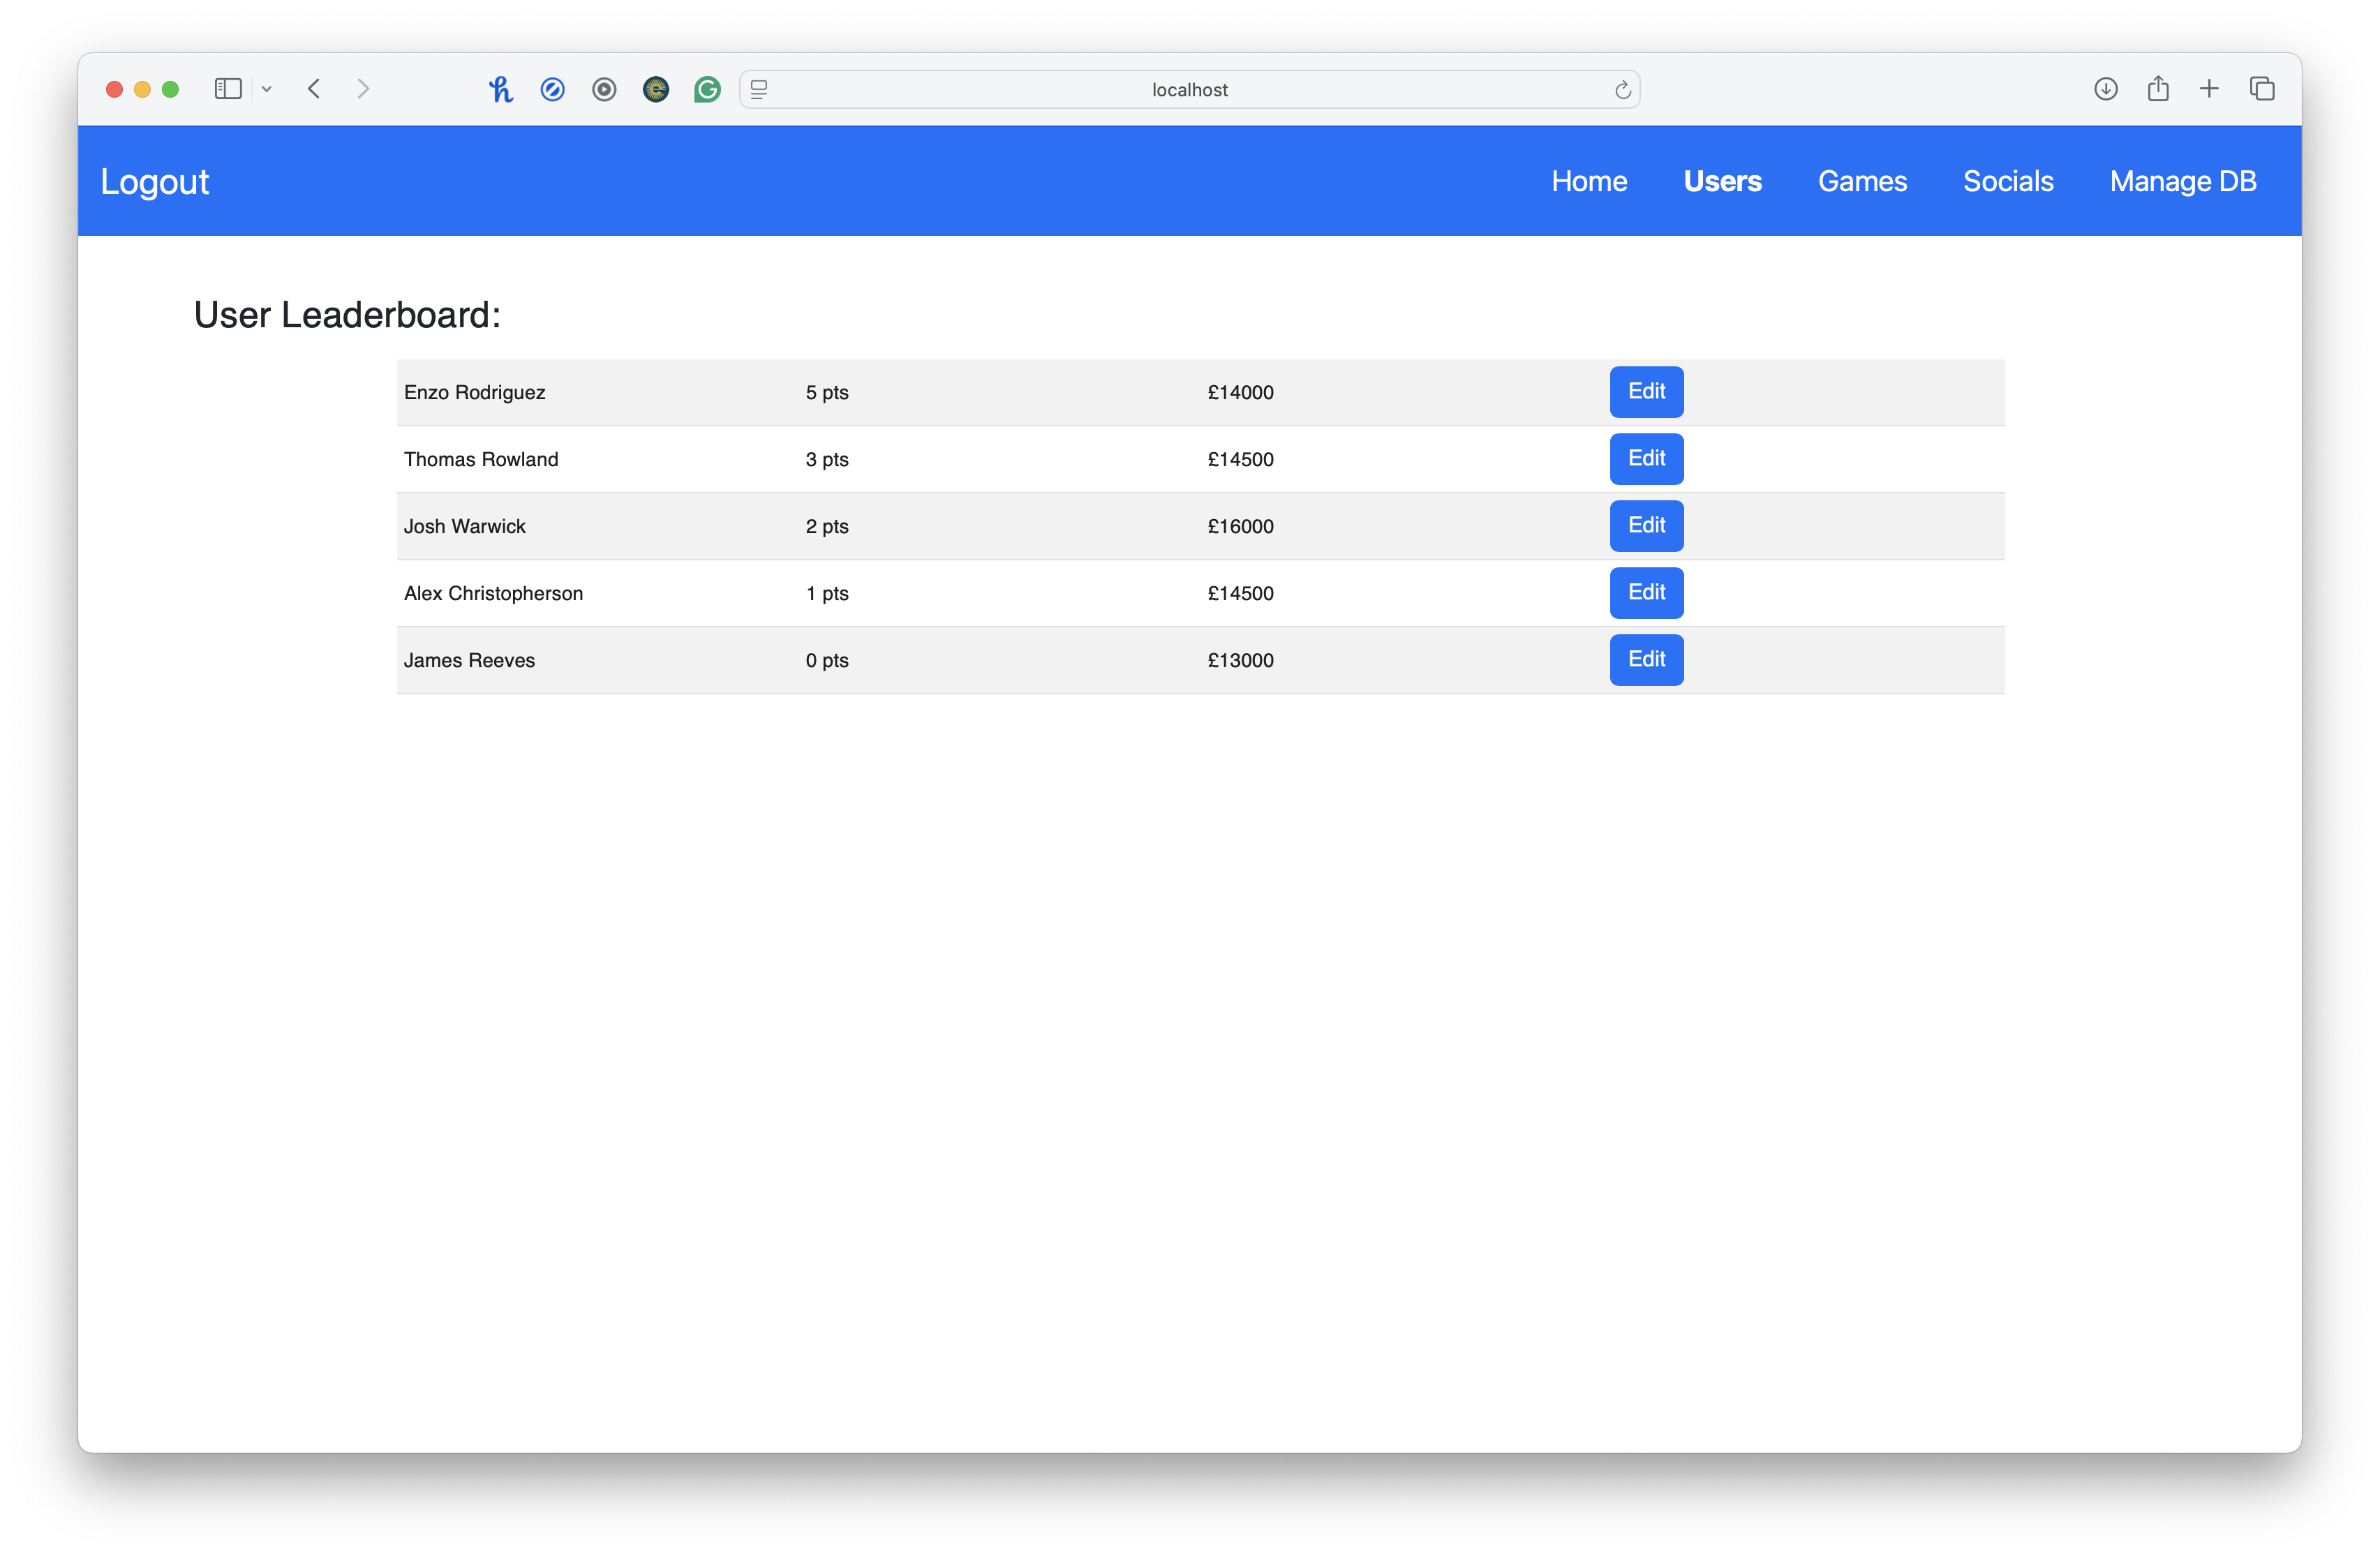 localhost
Logout Home Users Games Socials Manage DB
User Leaderboard:
Enzo Rodriguez 5 pts £14000 Edit
Thomas Rowland 3 pts £14500 Edit
Josh Warwick 2 pts £16000 Edit
Alex Christopherson 1 pts £14500 Edit
James Reeves 0 pts £13000 Edit